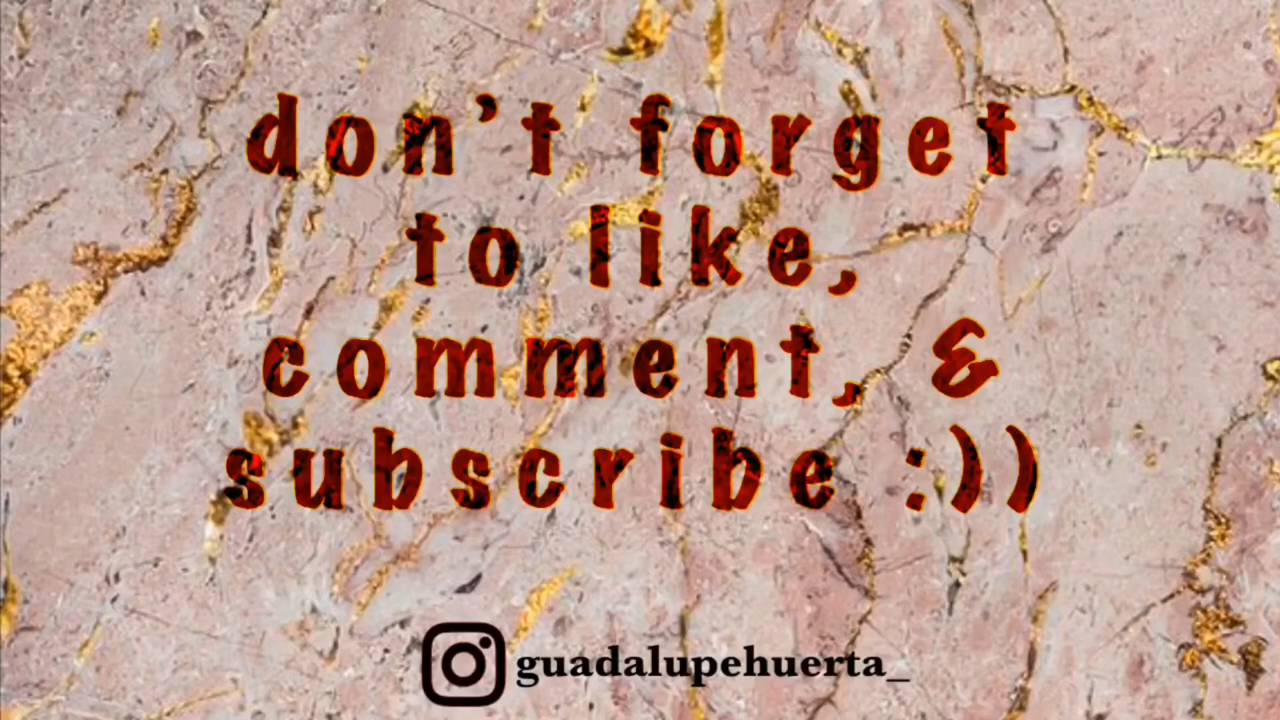 don't forget
to like,
comment, &
subscribe :))
guadalupehuerta_